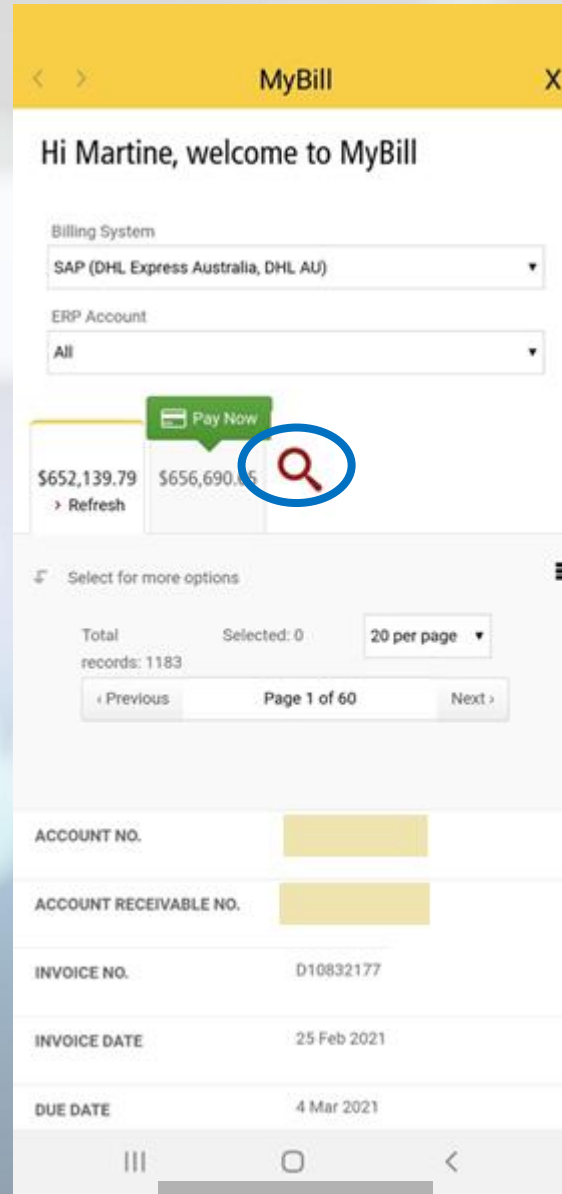 MyBill
X
Hi Martine, welcome to MyBill
Billing System
SAP (DHL Express Australia, DHL AU)
ERP Account
All
Pay Now
$652,139.79
$656,690.
> Refresh
Select for more options
Total records: 1183
Selected: 0
20 per page
‹ Previous
Page 1 of 60
Next ›
ACCOUNT NO.
ACCOUNT RECEIVABLE NO.
INVOICE NO.
D10832177
INVOICE DATE
25 Feb 2021
DUE DATE
4 Mar 2021